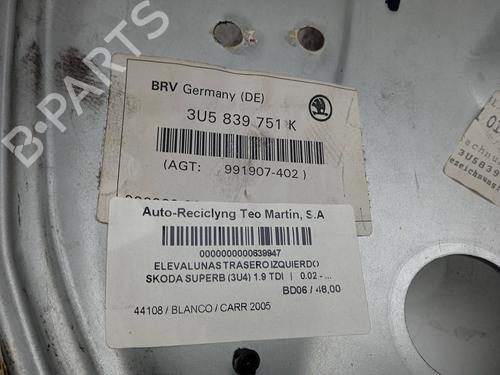 B-PARTS
BRV Germany (DE)
3U5 839 751 K
(AGT: 991907-402)
Auto-Reciclyng Teo Martin, S.A
0000000000639947
ELEVALUNAS TRASERO IZQUIERDO
SKODA SUPERB (3U4) 1.9 TDI | 0.02 - ...
BD06 / 48,00
44108 / BLANCO / CARR 2005
3U5839